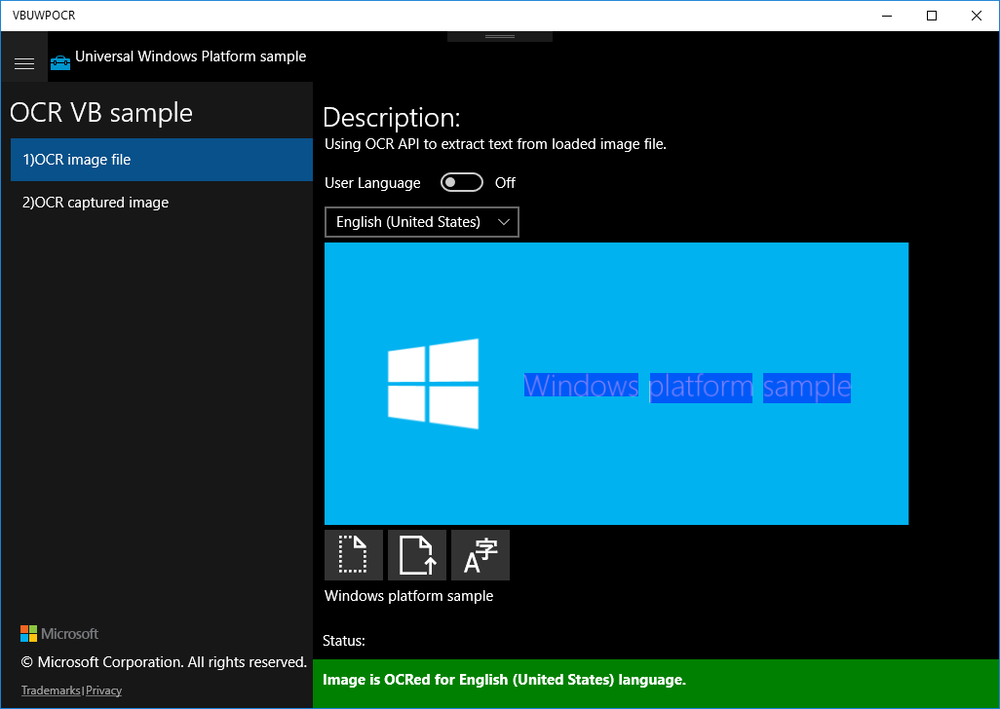 VBUWPOCR
Universal Windows Platform sample
OCR VB sample
1)OCR image file
2)OCR captured image
Microsoft
© Microsoft Corporation. All rights reserved.
Trademarks|Privacy
Description:
Using OCR API to extract text from loaded image file.
User Language Off
English (United States)
Windows platform sample
A字
Windows platform sample
Status:
Image is OCRed for English (United States) language.